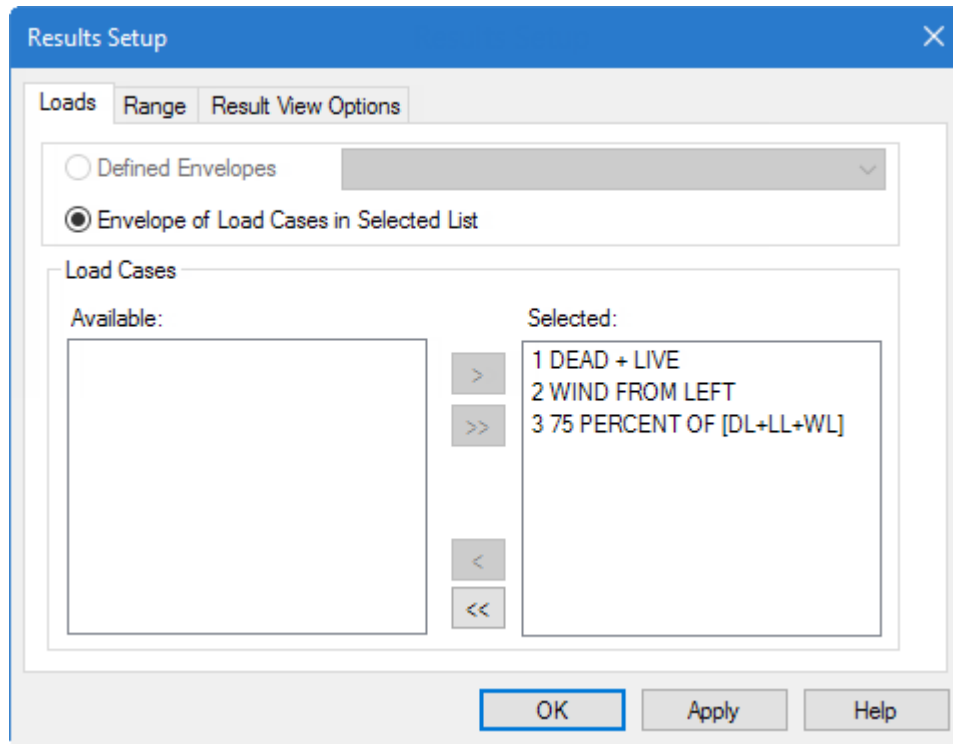 Results Setup
Loads Range Result View Options
Defined Envelopes
Envelope of Load Cases in Selected List
Load Cases
Available: Selected:
1 DEAD + LIVE
2 WIND FROM LEFT
3 75 PERCENT OF [DL+LL+WL]
>
>>
<
<<
OK Apply Help